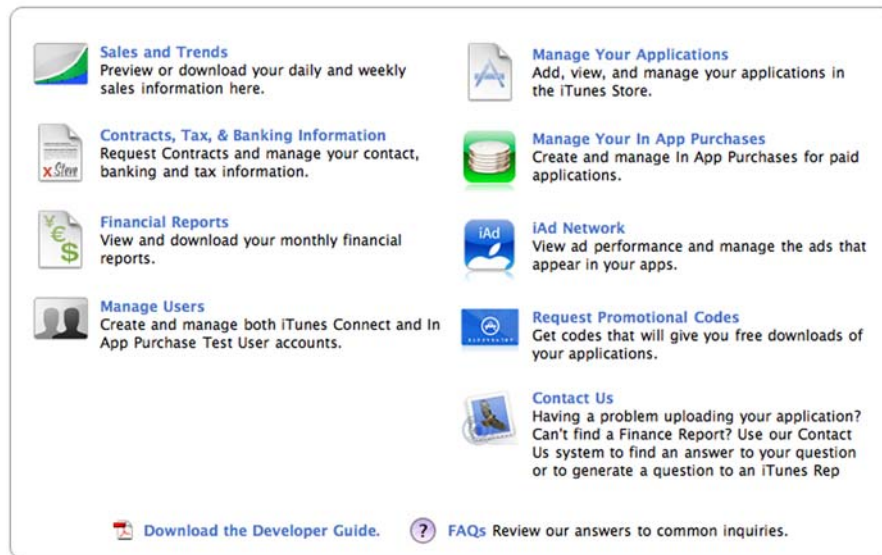 Sales and Trends
Preview or download your daily and weekly
sales information here.
Contracts, Tax, & Banking Information
Request Contracts and manage your contact,
banking and tax information.
x Steve
Financial Reports
View and download your monthly financial
reports.
¥€$
Manage Users
Create and manage both iTunes Connect and In
App Purchase Test User accounts.
Manage Your Applications
Add, view, and manage your applications in
the iTunes Store.
Manage Your In App Purchases
Create and manage In App Purchases for paid
applications.
iAd
iAd Network
View ad performance and manage the ads that
appear in your apps.
Request Promotional Codes
Get codes that will give you free downloads of
your applications.
Contact Us
Having a problem uploading your application?
Can't find a Finance Report? Use our Contact
Us system to find an answer to your question
or to generate a question to an iTunes Rep
Download the Developer Guide. ? FAQs Review our answers to common inquiries.